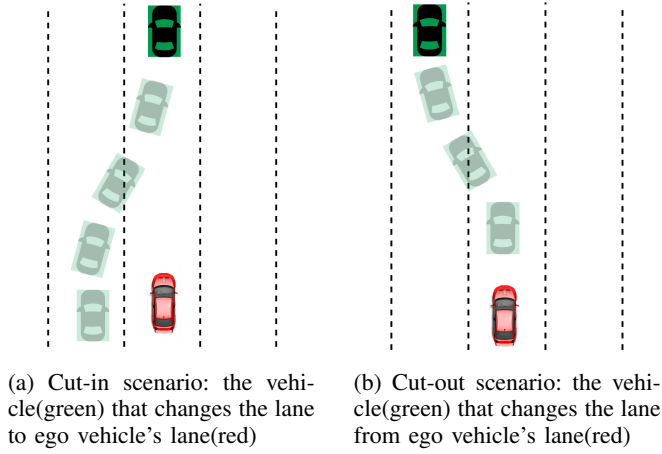 (a) Cut-in scenario: the vehi-
cle(green) that changes the lane
to ego vehicle's lane(red)
(b) Cut-out scenario: the vehi-
cle(green) that changes the lane
from ego vehicle's lane(red)